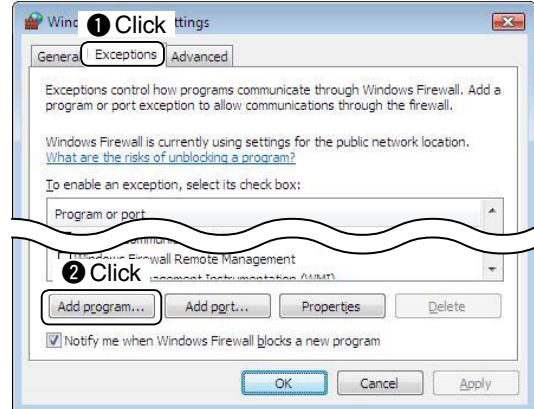 ❶ Click
Wind ttings
General Exceptions Advanced
Exceptions control how programs communicate through Windows Firewall. Add a
program or port exception to allow communications through the firewall.
Windows Firewall is currently using settings for the public network location.
What are the risks of unblocking a program?
To enable an exception, select its check box:
Program or port
Windows Firewall Remote Management
❷ Click
agement Instrumentation (WMI)
Add program... Add port... Properties Delete
Notify me when Windows Firewall blocks a new program
OK Cancel Apply